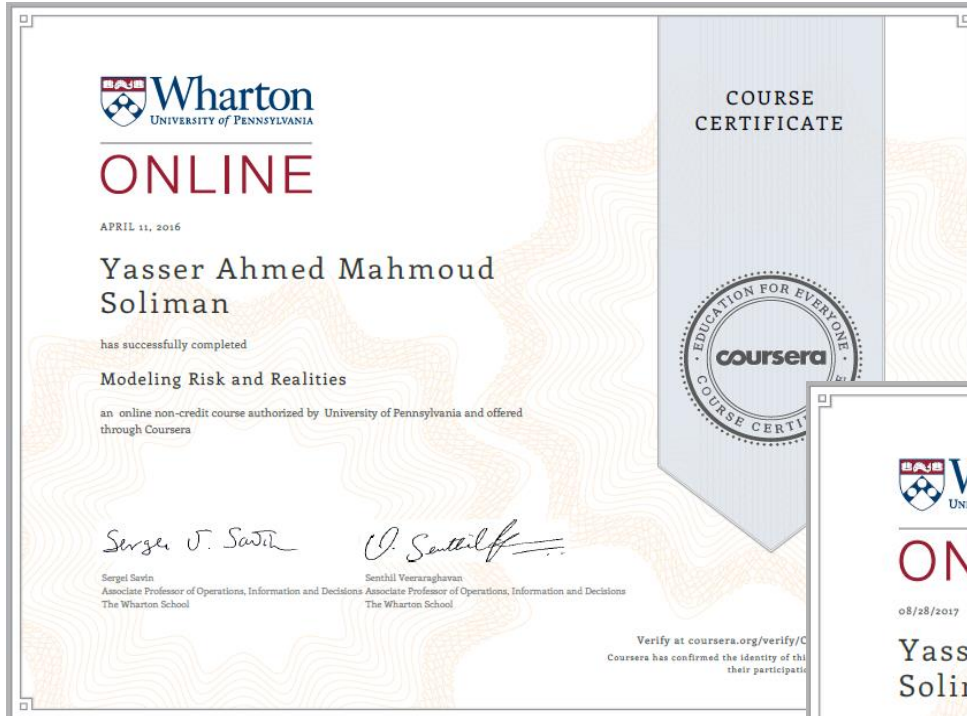 Wharton
UNIVERSITY of PENNSYLVANIA
ONLINE
APRIL 11, 2016
Yasser Ahmed Mahmoud
Soliman
has successfully completed
Modeling Risk and Realities
an online non-credit course authorized by University of Pennsylvania and offered
through Coursera
Sergei Savin
Associate Professor of Operations, Information and Decisions
The Wharton School
Senthil Veeraraghavan
Associate Professor of Operations, Information and Decisions
The Wharton School
COURSE
CERTIFICATE
EDUCATION FOR EVERYONE
coursera
COURSE CERTI
Verify at coursera.org/verify/C
Coursera has confirmed the identity of thi
their participatio
W
UNI
ON
08/28/2017
Yass
Solin